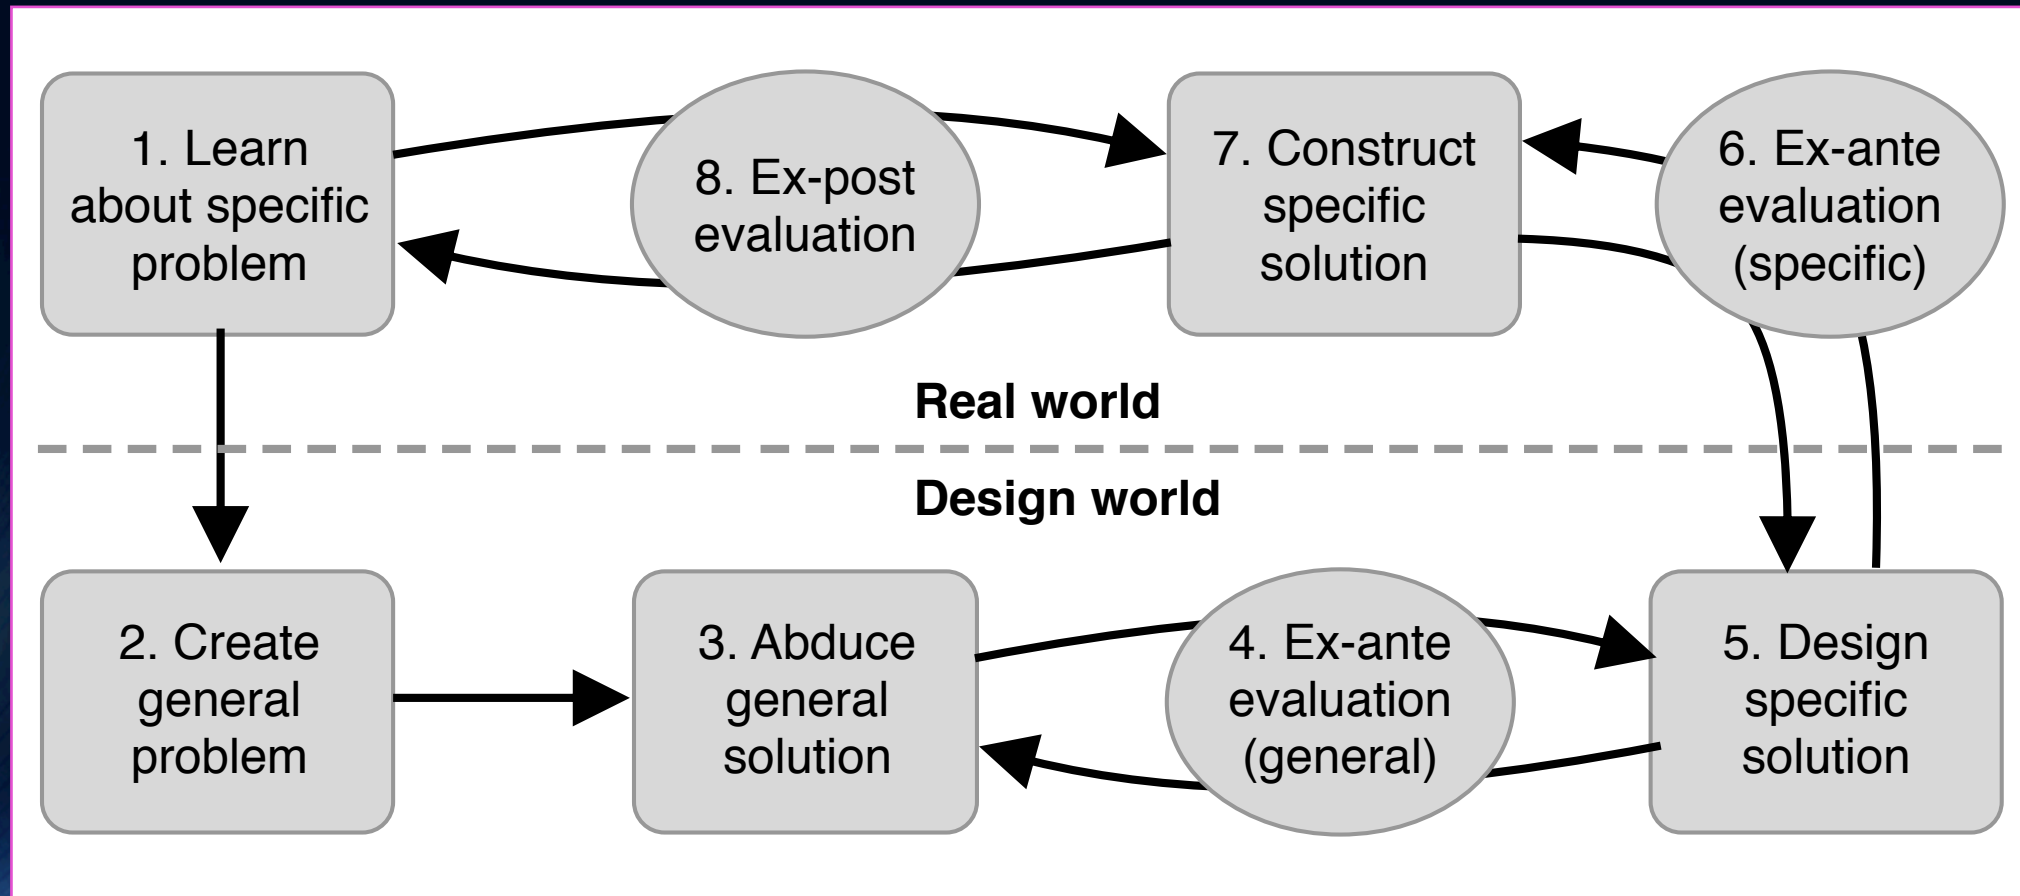 1. Learn
about specific
problem
8. Ex-post
evaluation
7. Construct
specific
solution
6. Ex-ante
evaluation
(specific)
Real world
Design world
2. Create
general
problem
3. Abduce
general
solution
4. Ex-ante
evaluation
(general)
5. Design
specific
solution